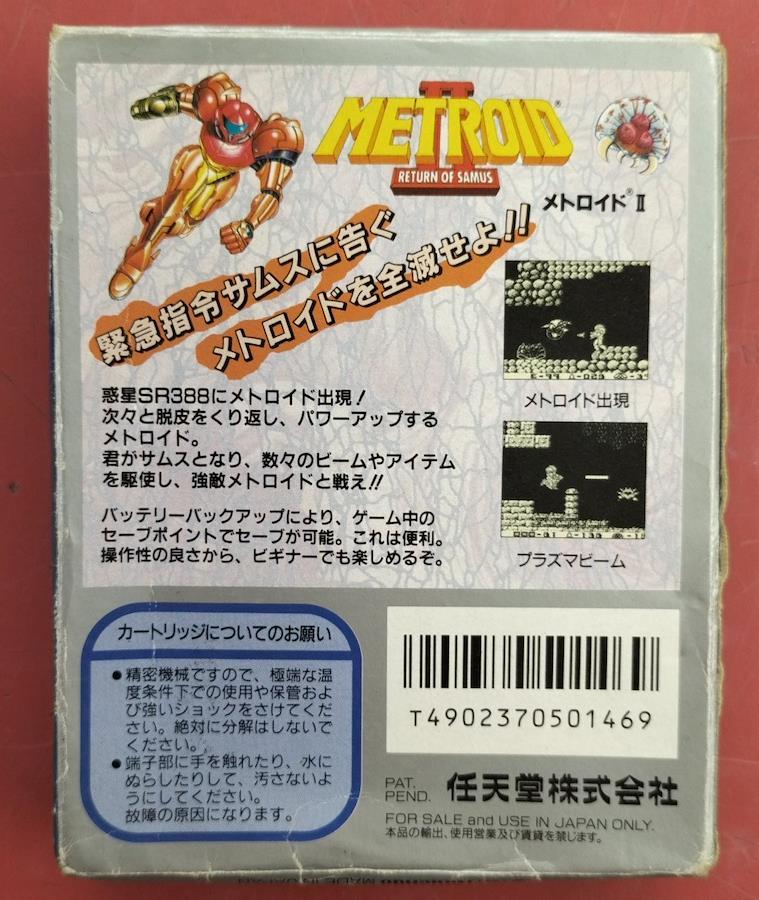 METROID II
RETURN OF SAMUS
メトロイド® II
緊急指令サムスに告ぐ
メトロイドを全滅せよ!!
惑星SR388にメトロイド出現!
次々と脱皮をくり返し、パワーアップする
メトロイド。
君がサムスとなり、数々のビームやアイテム
を駆使し、強敵メトロイドと戦え!!
メトロイド出現
バッテリーバックアップにより、ゲーム中の
セーブポイントでセーブが可能。これは便利。
操作性の良さから、ビギナーでも楽しめるぞ。
プラズマビーム
カートリッジについてのお願い
●精密機械ですので、極端な温
度条件下での使用や保管およ
び強いショックをさけてくだ
さい。絶対に分解はしないで
ください。
●端子部に手を触れたり、水に
ぬらしたりして、汚さないよ
うにしてください。
故障の原因になります。
T4902370501469
PAT.
PEND.
任天堂株式会社
FOR SALE and USE IN JAPAN ONLY.
本品の輸出、使用営業及び賃貸を禁じます。
MADE IN JAPAN